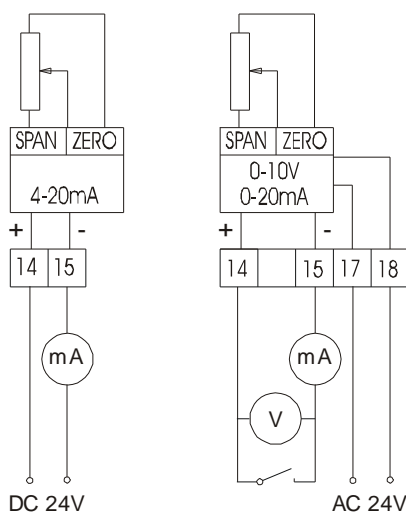 SPAN ZERO
4-20mA
+ -
14 15
mA
DC 24V
SPAN ZERO
0-10V
0-20mA
+ -
14 15 17 18
mA
V
AC 24V